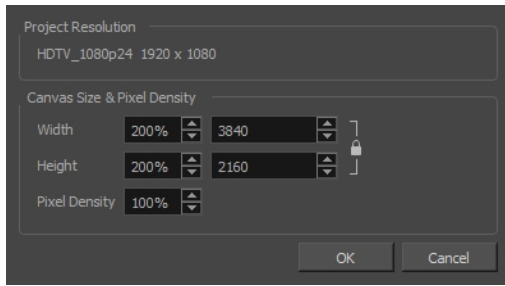 Project Resolution
HDTV_1080p24 1920 x 1080
Canvas Size & Pixel Density
Width 200% 3840
Height 200% 2160
Pixel Density 100%
OK Cancel